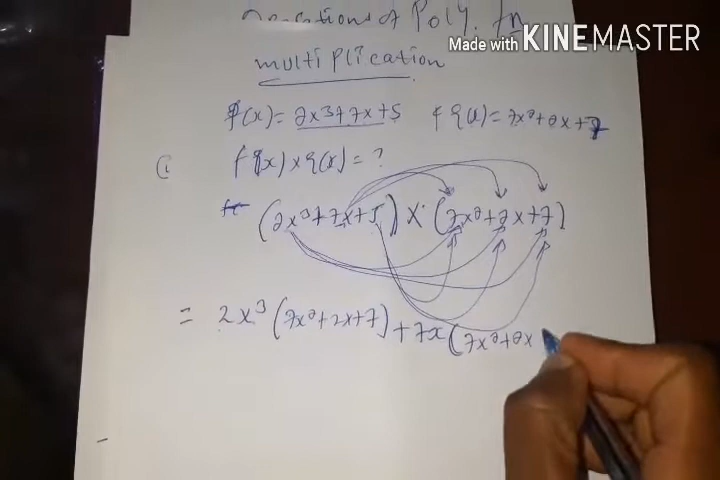 operations of Poly. fn
Made with KINEMASTER
multiplication
P(x) = 2x3+7x+5 & q(x) = 7x²+2x+7
(i P(x) x q(x) = ?
(2x³+7x+5) X (7x²+2x+7)
= 2x³ (7x²+2x+7) + 7x (7x²+2x